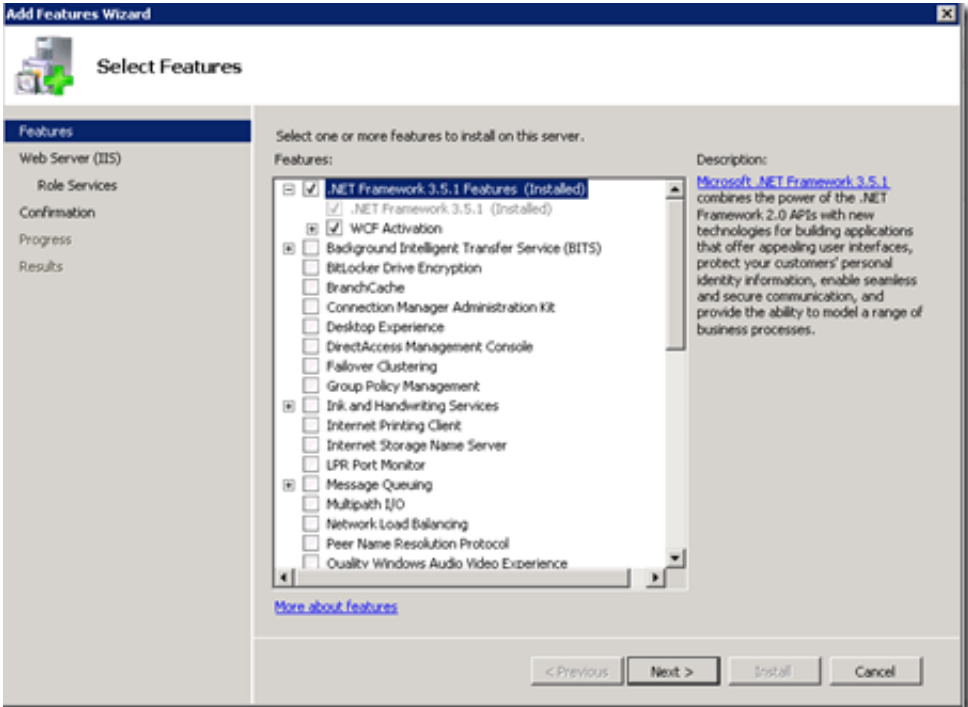 Add Features Wizard
Select Features
Features
Web Server (IIS)
Role Services
Confirmation
Progress
Results
Select one or more features to install on this server.
Features:
.NET Framework 3.5.1 Features (Installed)
.NET Framework 3.5.1 (Installed)
WCF Activation
Background Intelligent Transfer Service (BITS)
BitLocker Drive Encryption
BranchCache
Connection Manager Administration Kit
Desktop Experience
DirectAccess Management Console
Failover Clustering
Group Policy Management
Ink and Handwriting Services
Internet Printing Client
Internet Storage Name Server
LPR Port Monitor
Message Queuing
Multipath I/O
Network Load Balancing
Peer Name Resolution Protocol
Quality Windows Audio Video Experience
More about features
Description:
Microsoft .NET Framework 3.5.1
combines the power of the .NET
Framework 2.0 APIs with new
technologies for building applications
that offer appealing user interfaces,
protect your customers' personal
identity information, enable seamless
and secure communication, and
provide the ability to model a range of
business processes.
< Previous
Next >
Install
Cancel